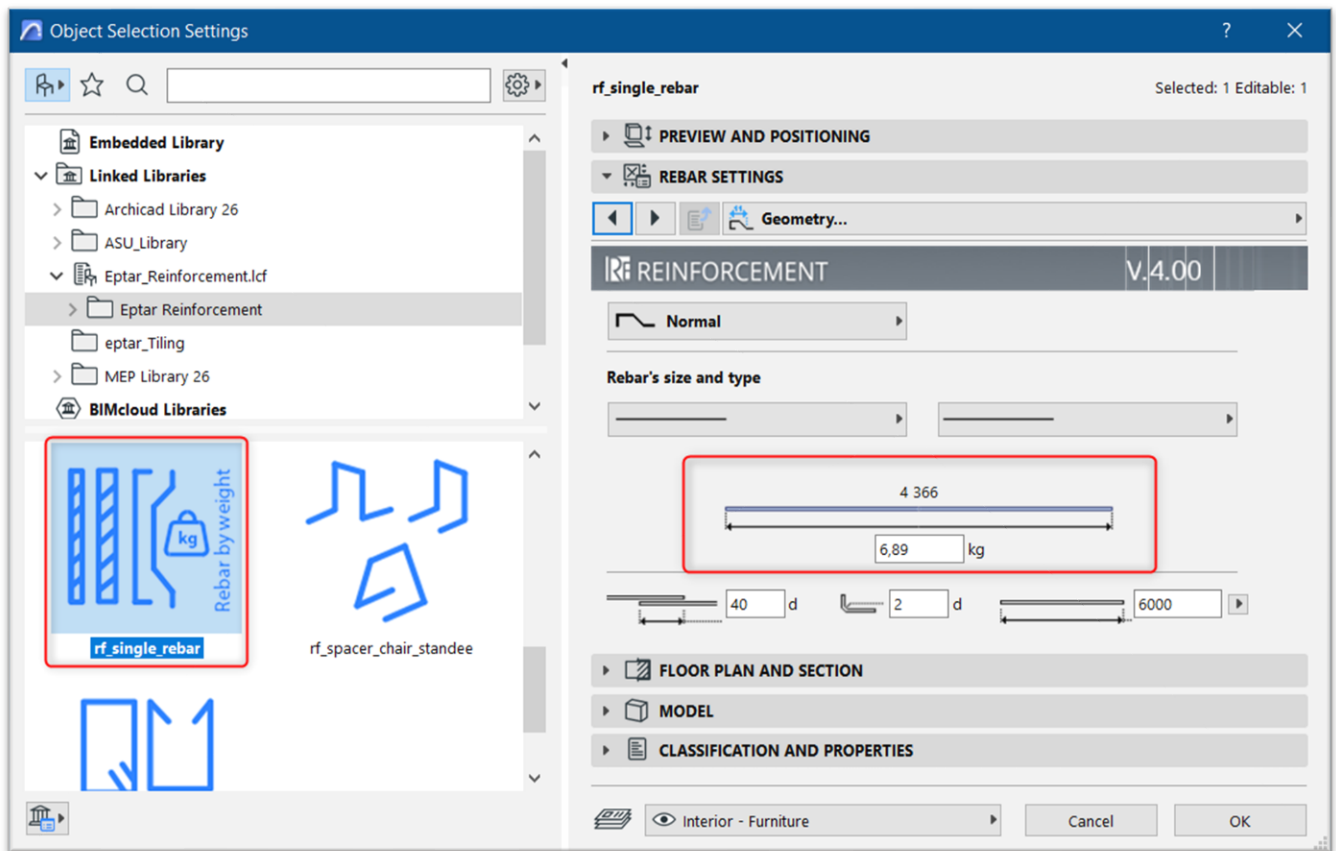 Object Selection Settings
?
Embedded Library
Linked Libraries
Archicad Library 26
ASU_Library
Eptar_Reinforcement.lcf
Eptar Reinforcement
eptar_Tiling
MEP Library 26
BIMcloud Libraries
kg
Rebar by weight
rf_single_rebar
rf_spacer_chair_standee
rf_single_rebar
Selected: 1 Editable: 1
PREVIEW AND POSITIONING
REBAR SETTINGS
Geometry...
RE REINFORCEMENT
V.4.00
Normal
Rebar's size and type
4 366
6,89 kg
40 d
2 d
6000
FLOOR PLAN AND SECTION
MODEL
CLASSIFICATION AND PROPERTIES
Interior - Furniture
Cancel
OK